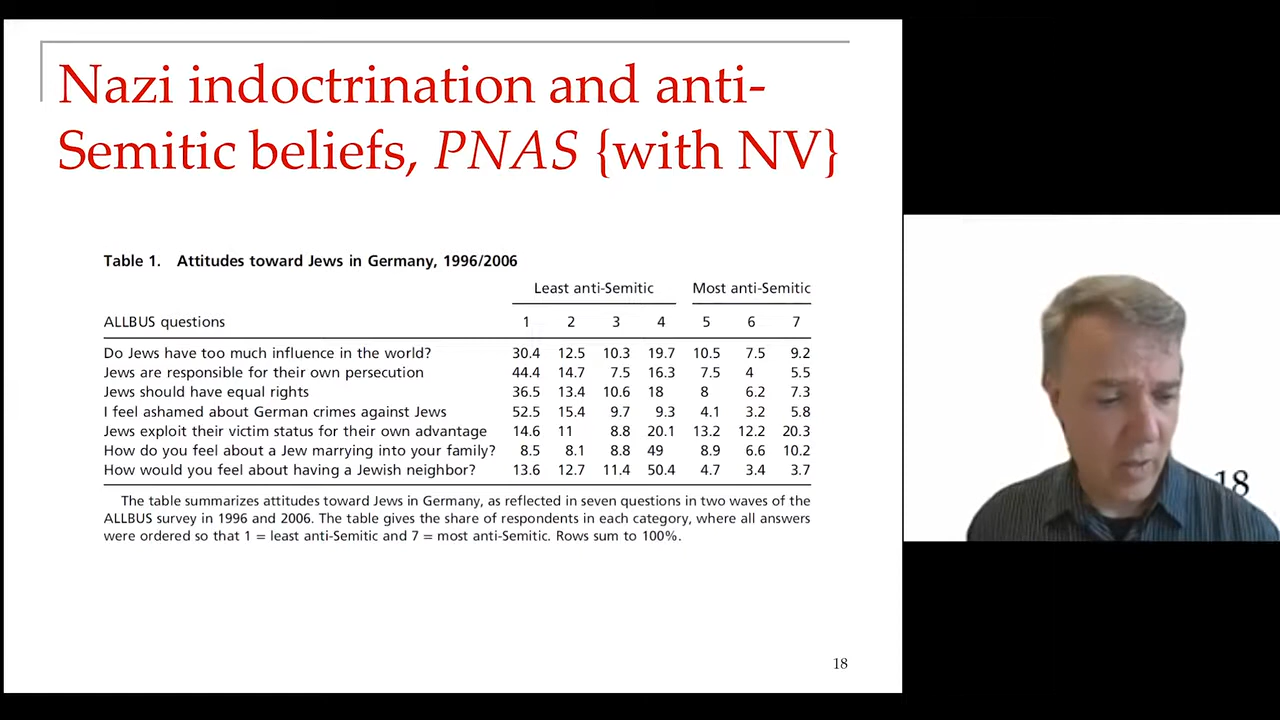 Nazi indoctrination and anti-
Semitic beliefs, PNAS {with NV}
Table 1. Attitudes toward Jews in Germany, 1996/2006
Least anti-Semitic Most anti-Semitic
ALLBUS questions 1 2 3 4 5 6 7
Do Jews have too much influence in the world? 30.4 12.5 10.3 19.7 10.5 7.5 9.2
Jews are responsible for their own persecution 44.4 14.7 7.5 16.3 7.5 4 5.5
Jews should have equal rights 36.5 13.4 10.6 18 8 6.2 7.3
I feel ashamed about German crimes against Jews 52.5 15.4 9.7 9.3 4.1 3.2 5.8
Jews exploit their victim status for their own advantage 14.6 11 8.8 20.1 13.2 12.2 20.3
How do you feel about a Jew marrying into your family? 8.5 8.1 8.8 49 8.9 6.6 10.2
How would you feel about having a Jewish neighbor? 13.6 12.7 11.4 50.4 4.7 3.4 3.7
The table summarizes attitudes toward Jews in Germany, as reflected in seven questions in two waves of the
ALLBUS survey in 1996 and 2006. The table gives the share of respondents in each category, where all answers
were ordered so that 1 = least anti-Semitic and 7 = most anti-Semitic. Rows sum to 100%.
18
18